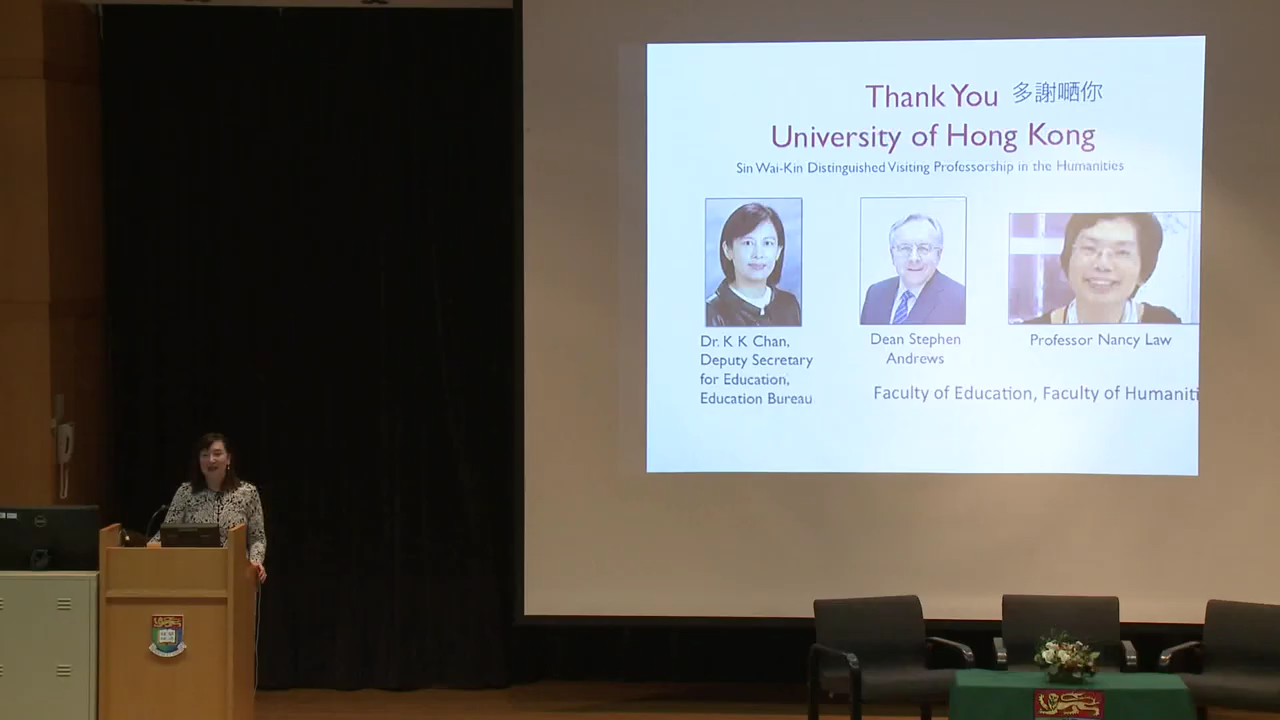 Thank You 多謝嗮你
University of Hong Kong
Sin Wai-Kin Distinguished Visiting Professorship in the Humanities
Dr. K K Chan,
Deputy Secretary
for Education,
Education Bureau
Dean Stephen
Andrews
Professor Nancy Law
Faculty of Education, Faculty of Humaniti